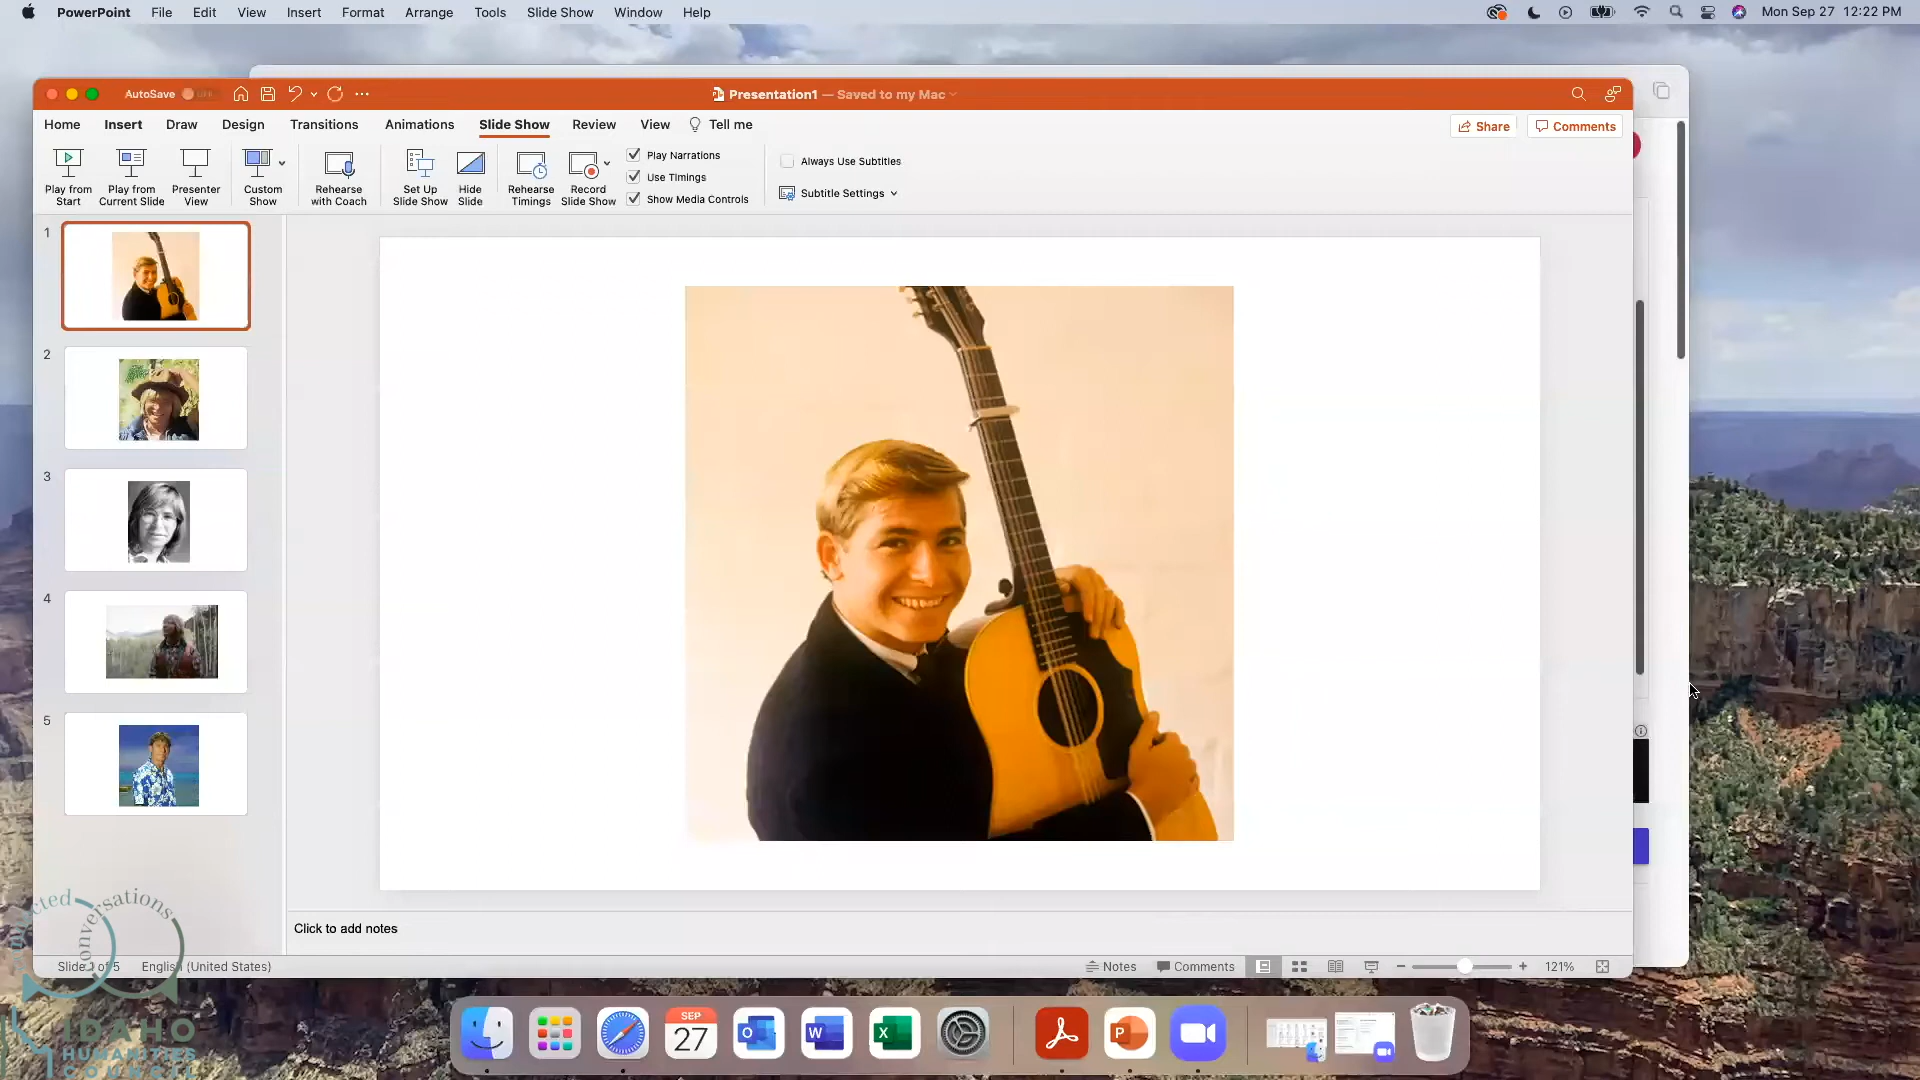 PowerPoint File Edit View Insert Format Arrange Tools Slide Show Window Help Mon Sep 27 12:22 PM
AutoSave OFF Presentation1 — Saved to my Mac
Home Insert Draw Design Transitions Animations Slide Show Review View Tell me Share Comments
Play from Start
Play from Current Slide
Presenter View
Custom Show
Rehearse with Coach
Set Up Slide Show
Hide Slide
Rehearse Timings
Record Slide Show
Play Narrations
Use Timings
Show Media Controls
Always Use Subtitles
Subtitle Settings
1
2
3
4
5
Click to add notes
Slide 1 of 5 English (United States) Notes Comments 121%
conversations
IDAHO
HUMANITIES
COUNCIL
SEP
27
O
W
X
P